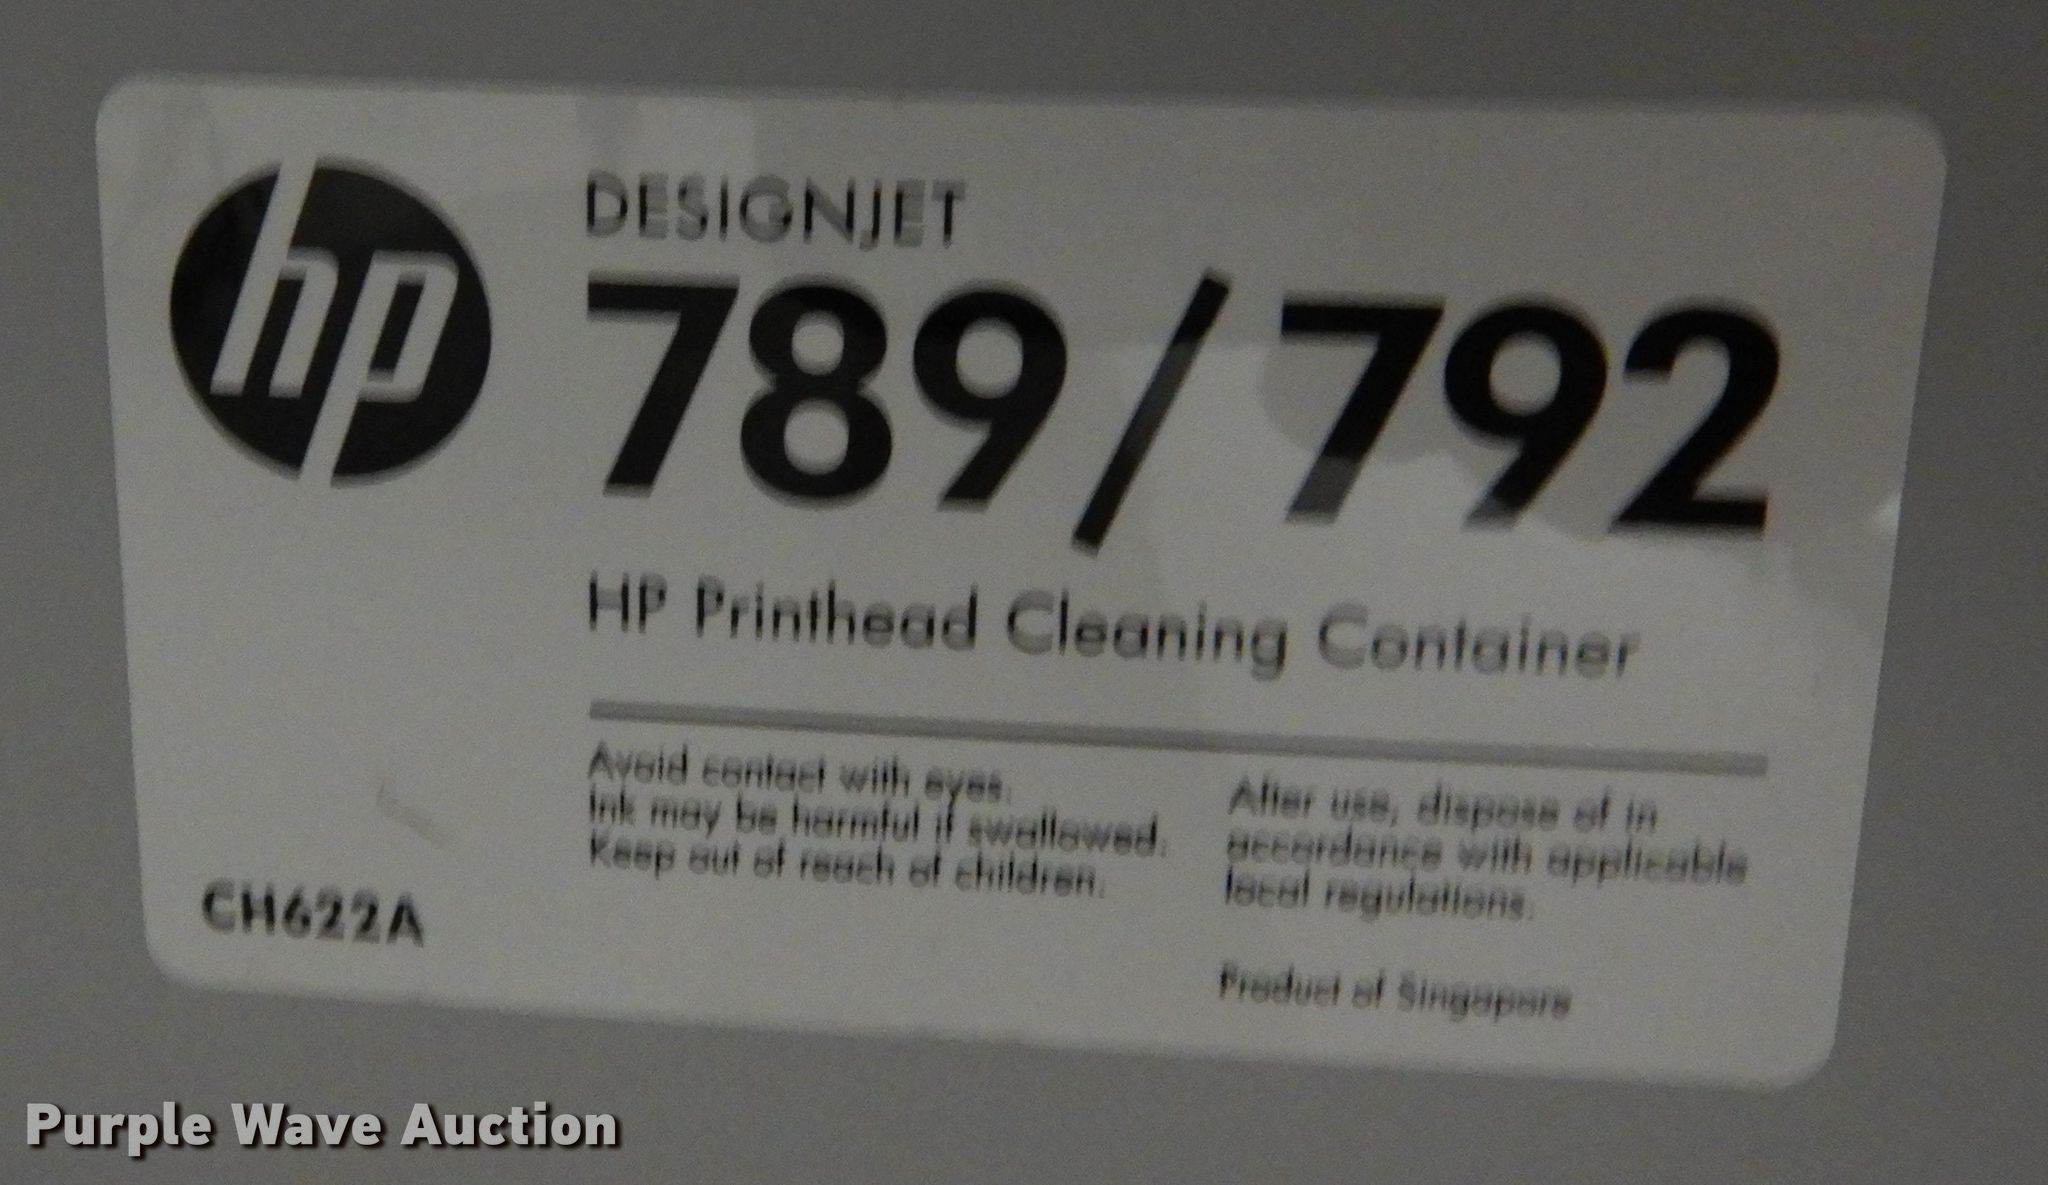 hp
DESIGNJET
789/792
HP Printhead Cleaning Container
Avoid contact with eyes.
Ink may be harmful if swallowed.
Keep out of reach of children.
After use, dispose of in
accordance with applicable
local regulations.
Product of Singapore
CH622A
Purple Wave Auction